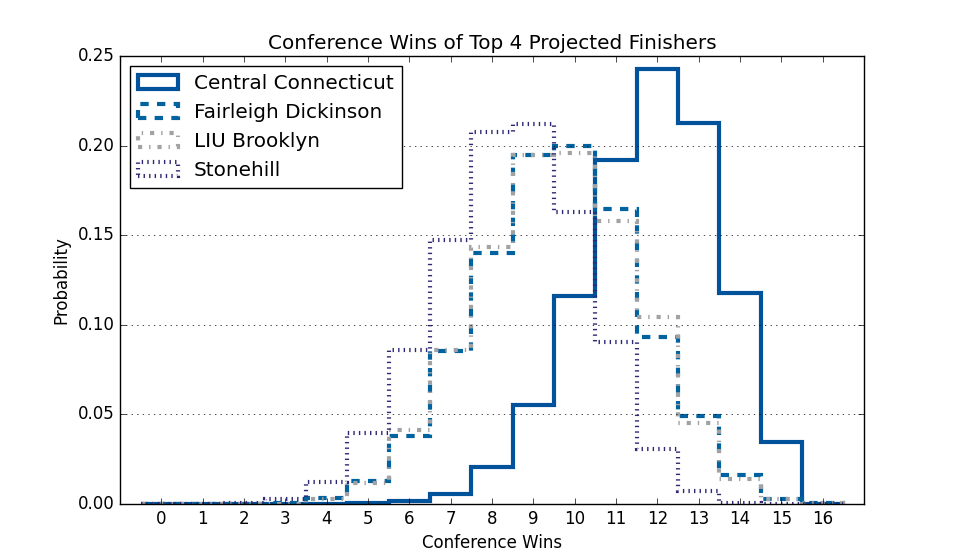 Conference Wins of Top 4 Projected Finishers
0.25
0.20
0.15
0.10
0.05
0.00
Probability
Central Connecticut
Fairleigh Dickinson
LIU Brooklyn
Stonehill
0 1 2 3 4 5 6 7 8 9 10 11 12 13 14 15 16
Conference Wins